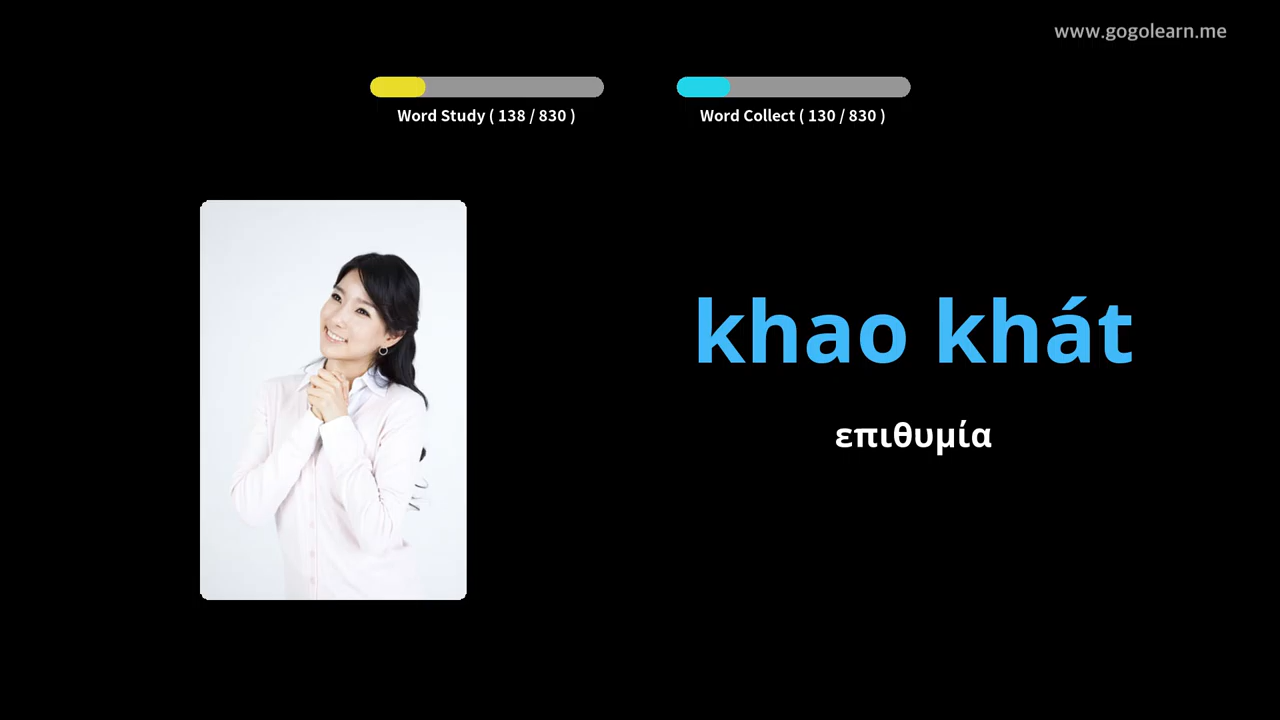 www.gogolearn.me
Word Study ( 138 / 830 )
Word Collect ( 130 / 830 )
khao khát
επιθυμία